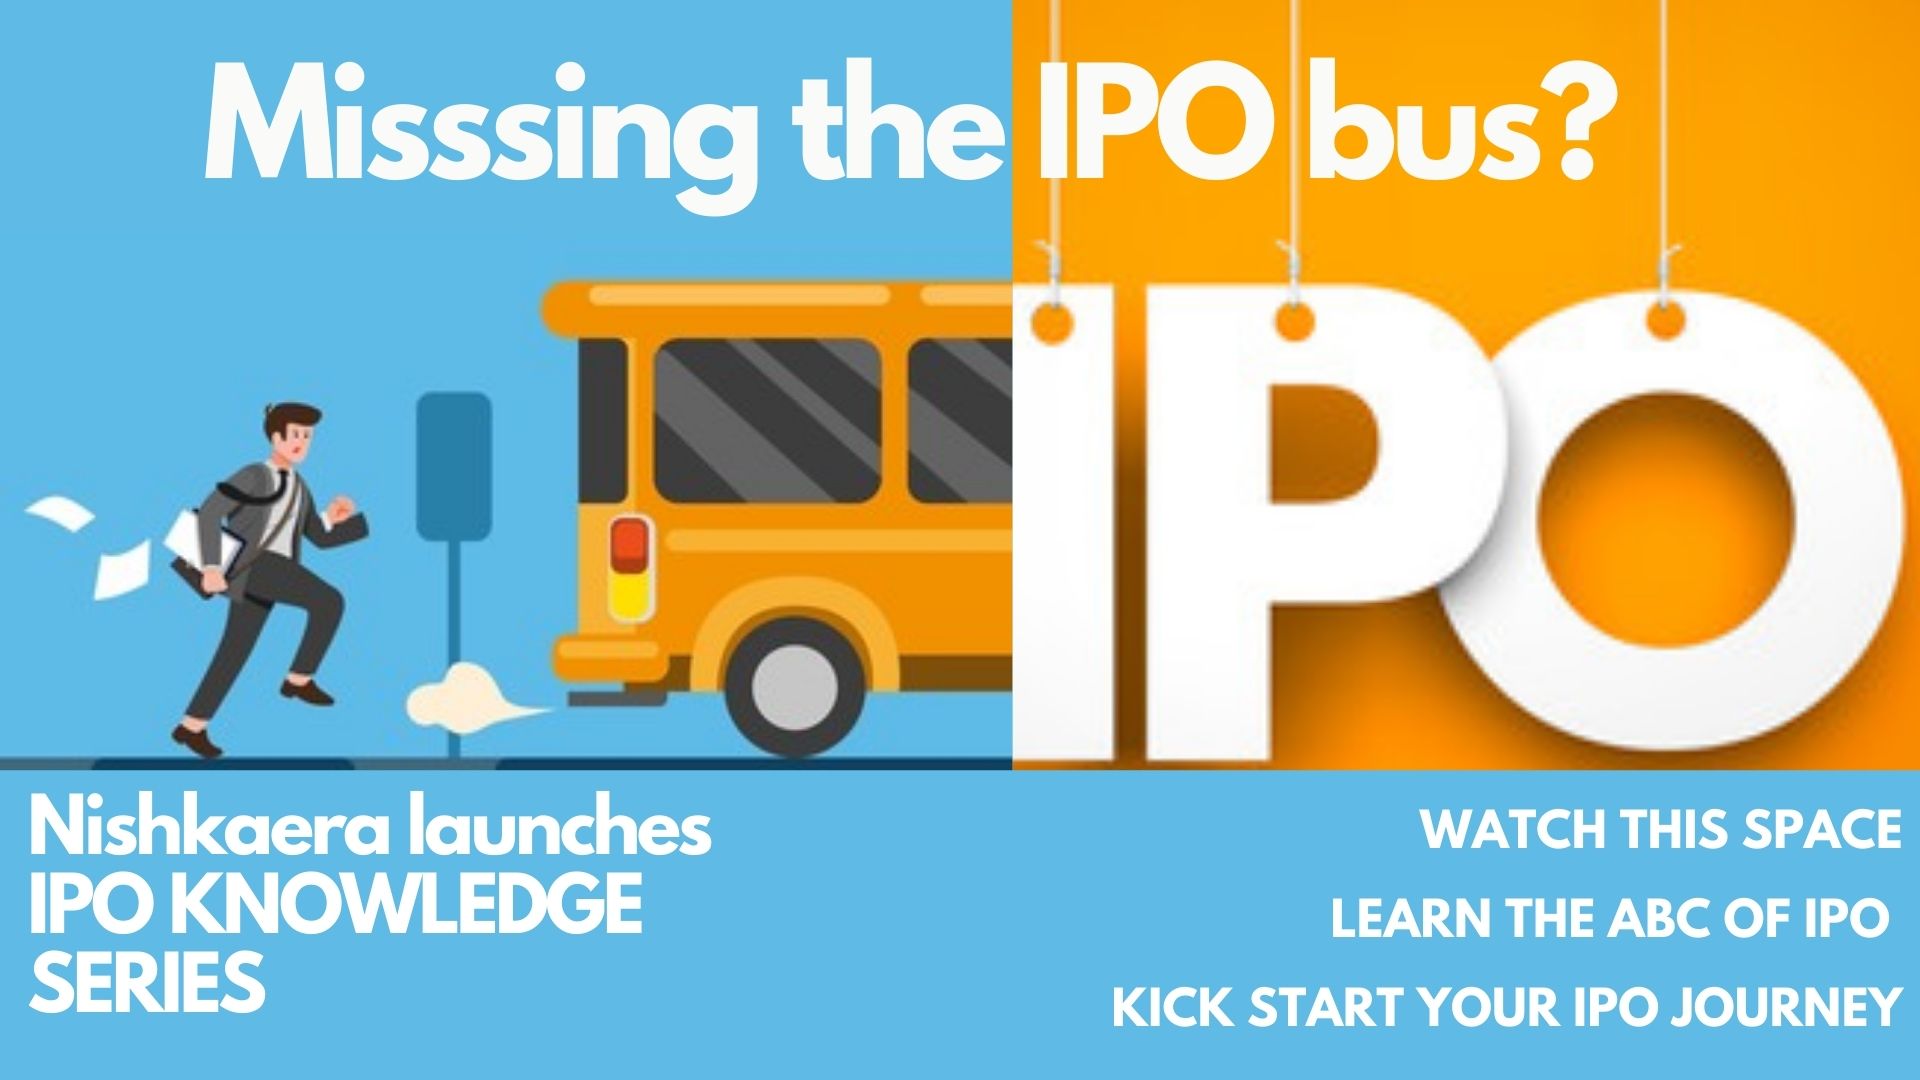 Misssing the IPO bus?
IPO
Nishkaera launches
IPO KNOWLEDGE
SERIES
WATCH THIS SPACE
LEARN THE ABC OF IPO
KICK START YOUR IPO JOURNEY